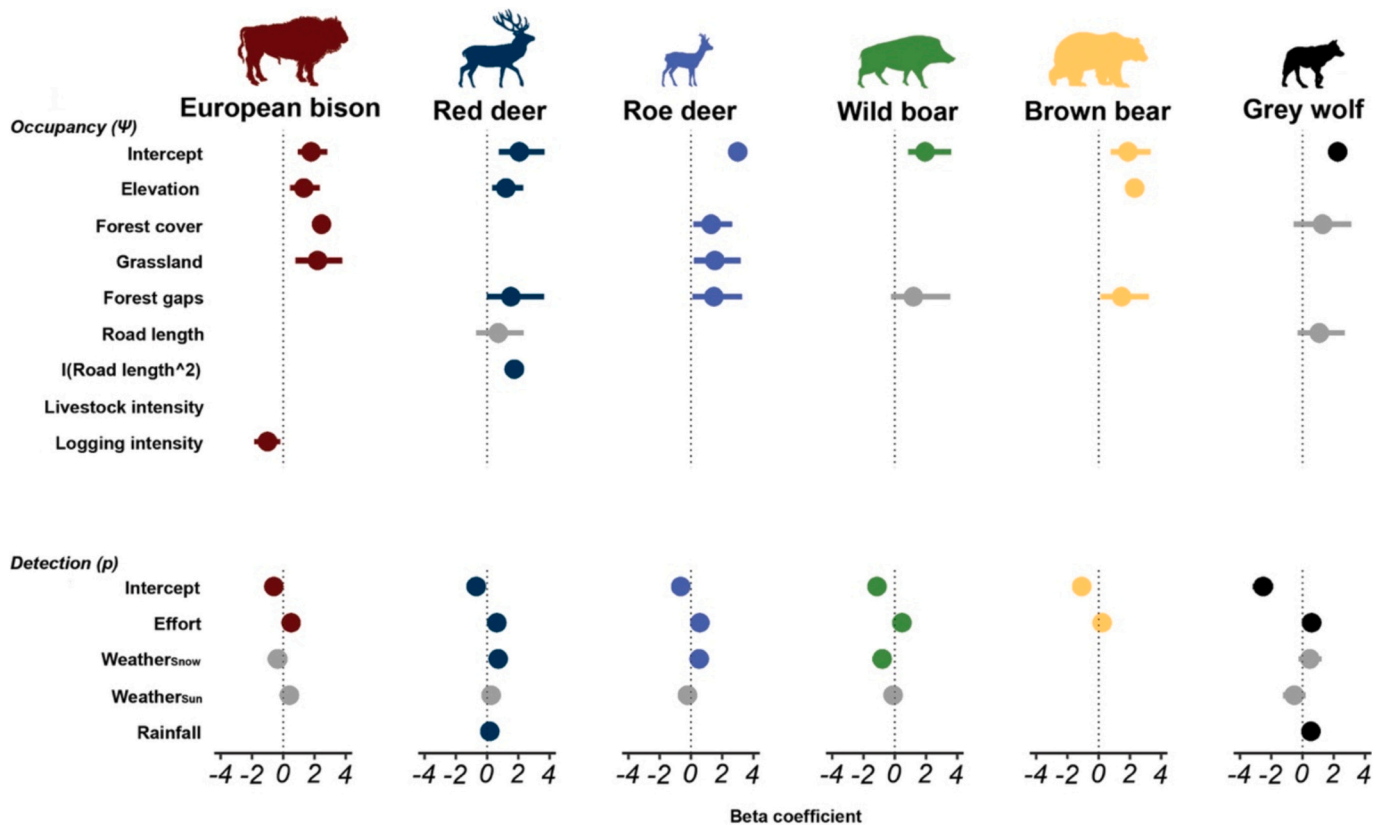 European bison Red deer Roe deer Wild boar Brown bear Grey wolf
Occupancy (Ψ)
Intercept
Elevation
Forest cover
Grassland
Forest gaps
Road length
I(Road length^2)
Livestock intensity
Logging intensity
Detection (p)
Intercept
Effort
WeatherSnow
WeatherSun
Rainfall
-4 -2 0 2 4 -4 -2 0 2 4 -4 -2 0 2 4 -4 -2 0 2 4 -4 -2 0 2 4 -4 -2 0 2 4
Beta coefficient